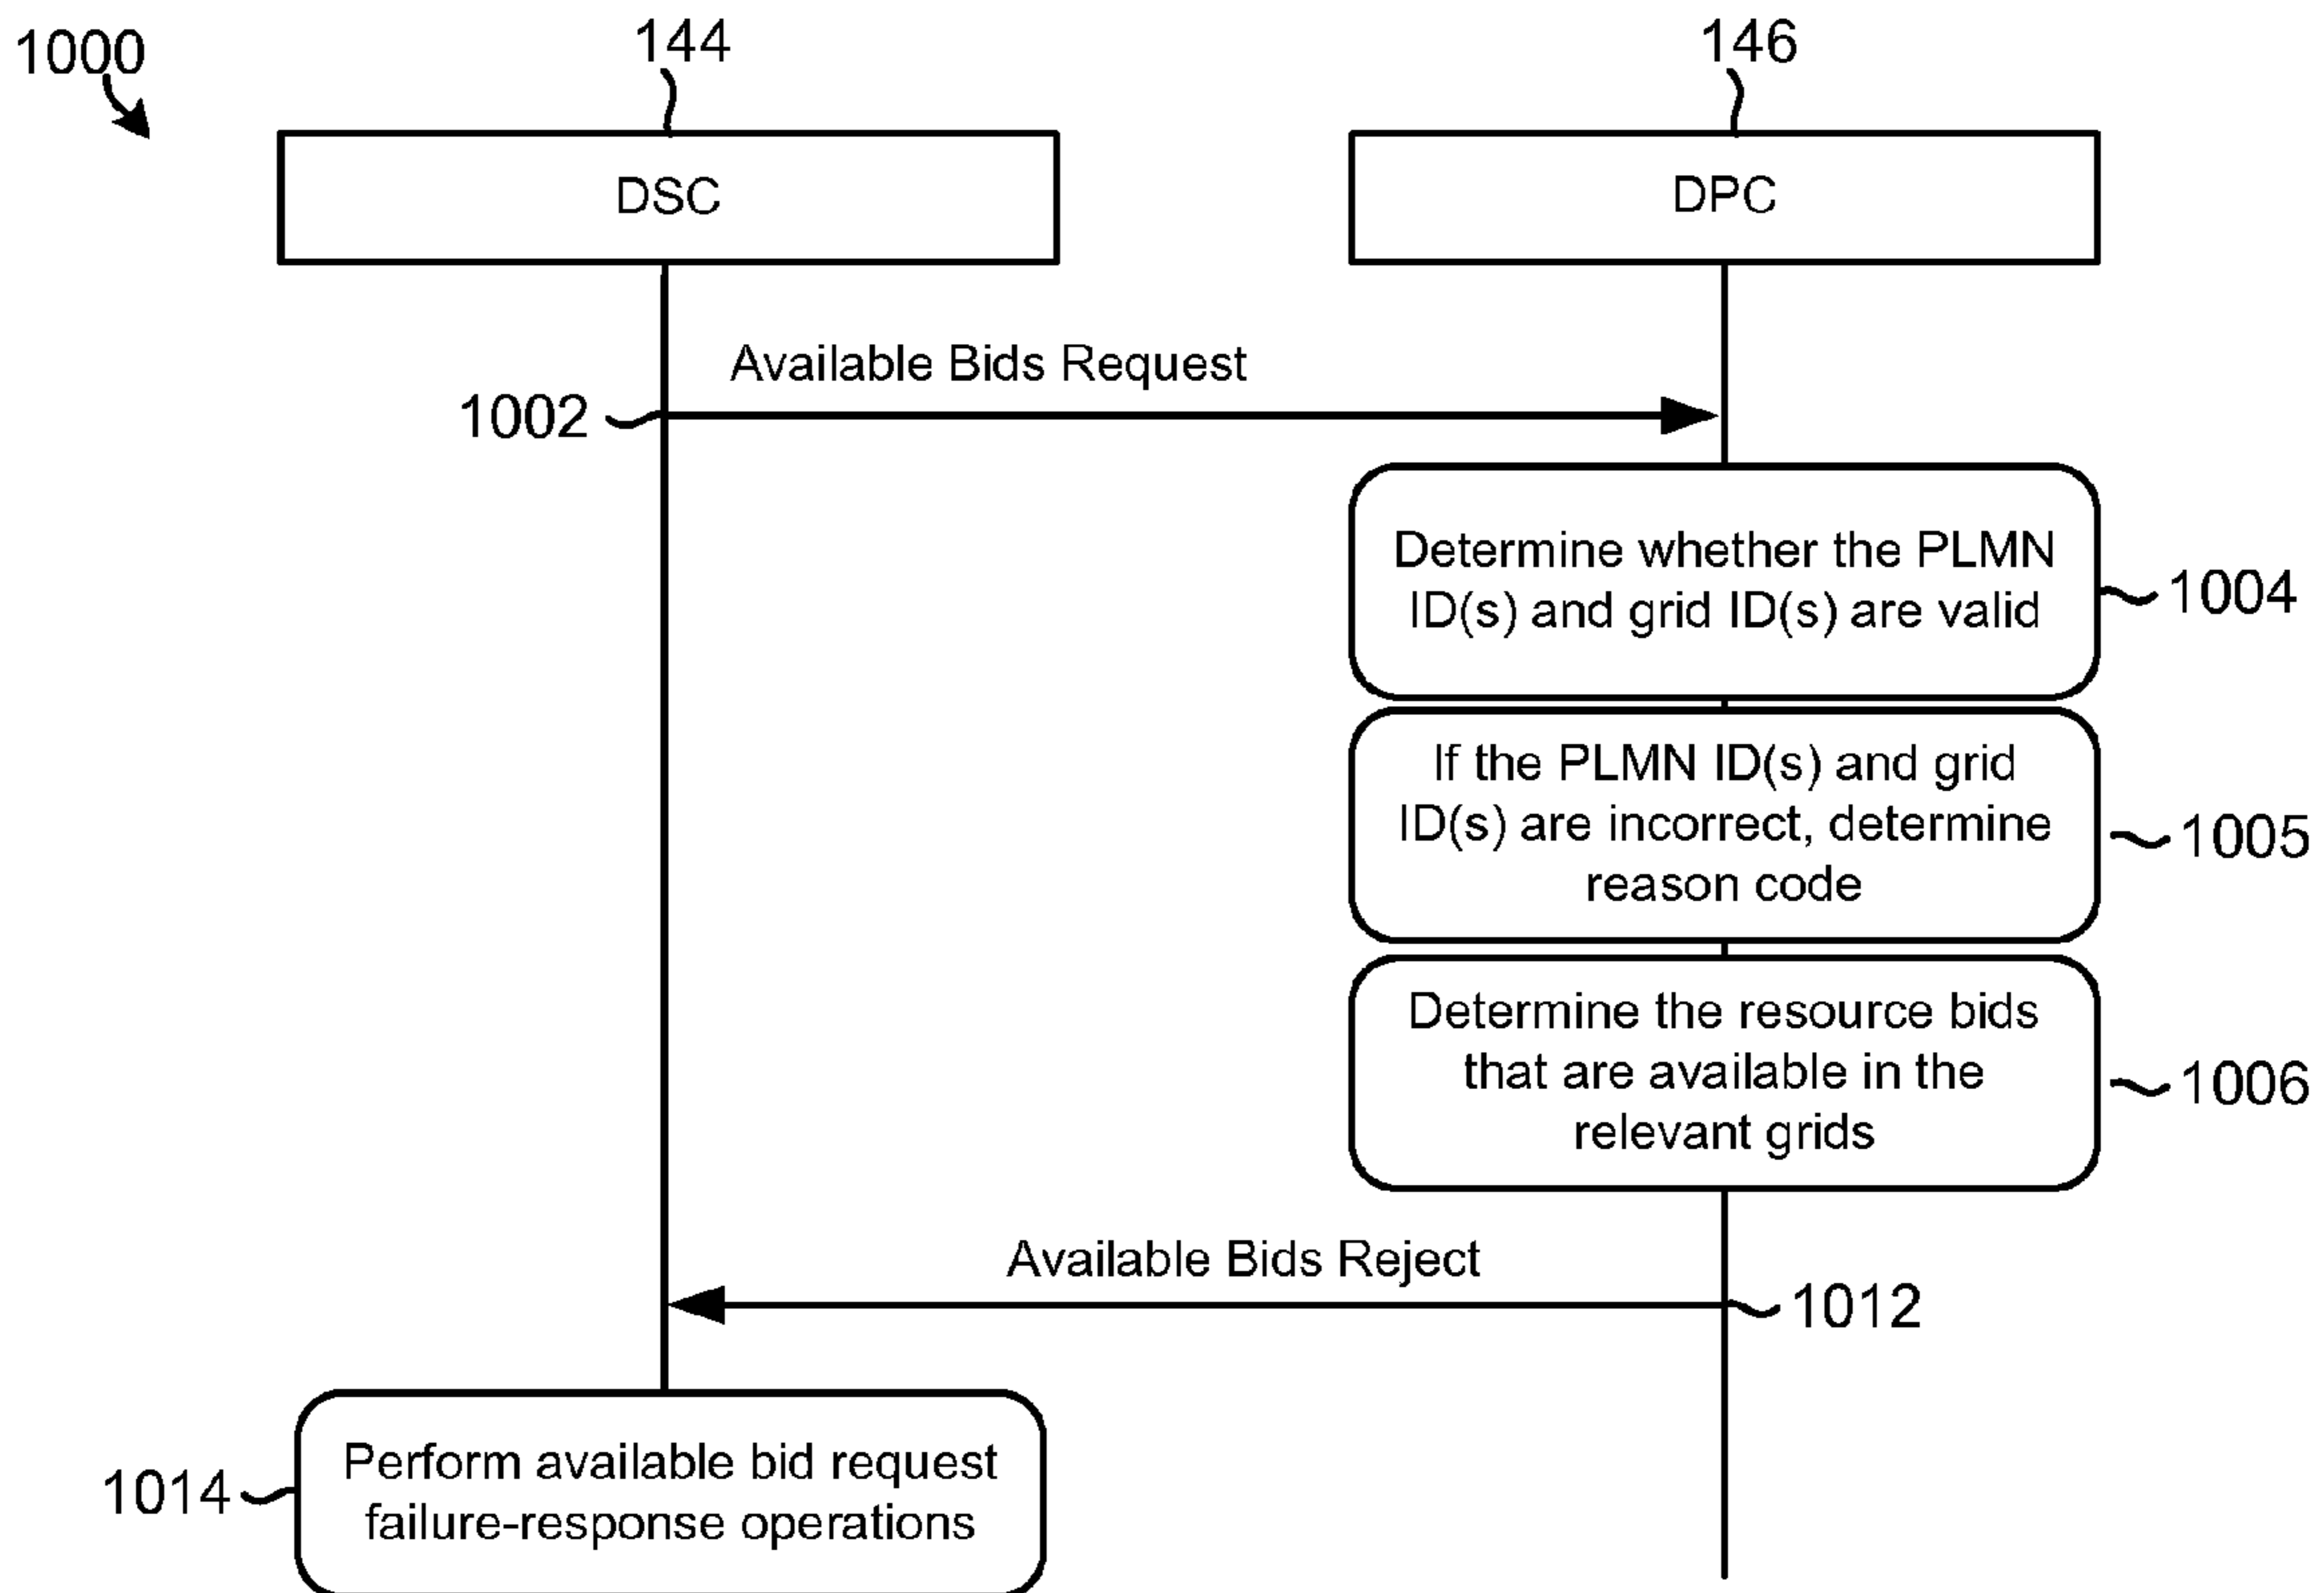 1000
144
146
DSC
DPC
Available Bids Request
1002
Determine whether the PLMN
ID(s) and grid ID(s) are valid
1004
If the PLMN ID(s) and grid
ID(s) are incorrect, determine
reason code
1005
Determine the resource bids
that are available in the
relevant grids
1006
Available Bids Reject
1012
Perform available bid request
failure-response operations
1014